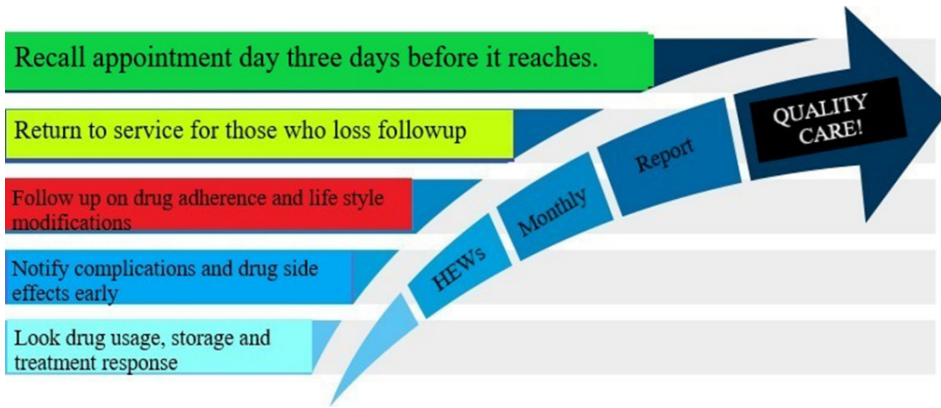 Recall appointment day three days before it reaches.
Return to service for those who loss followup
Follow up on drug adherence and life style
modifications
Notify complications and drug side
effects early
Look drug usage, storage and
treatment response
HEWs
Monthly
Report
QUALITY
CARE!